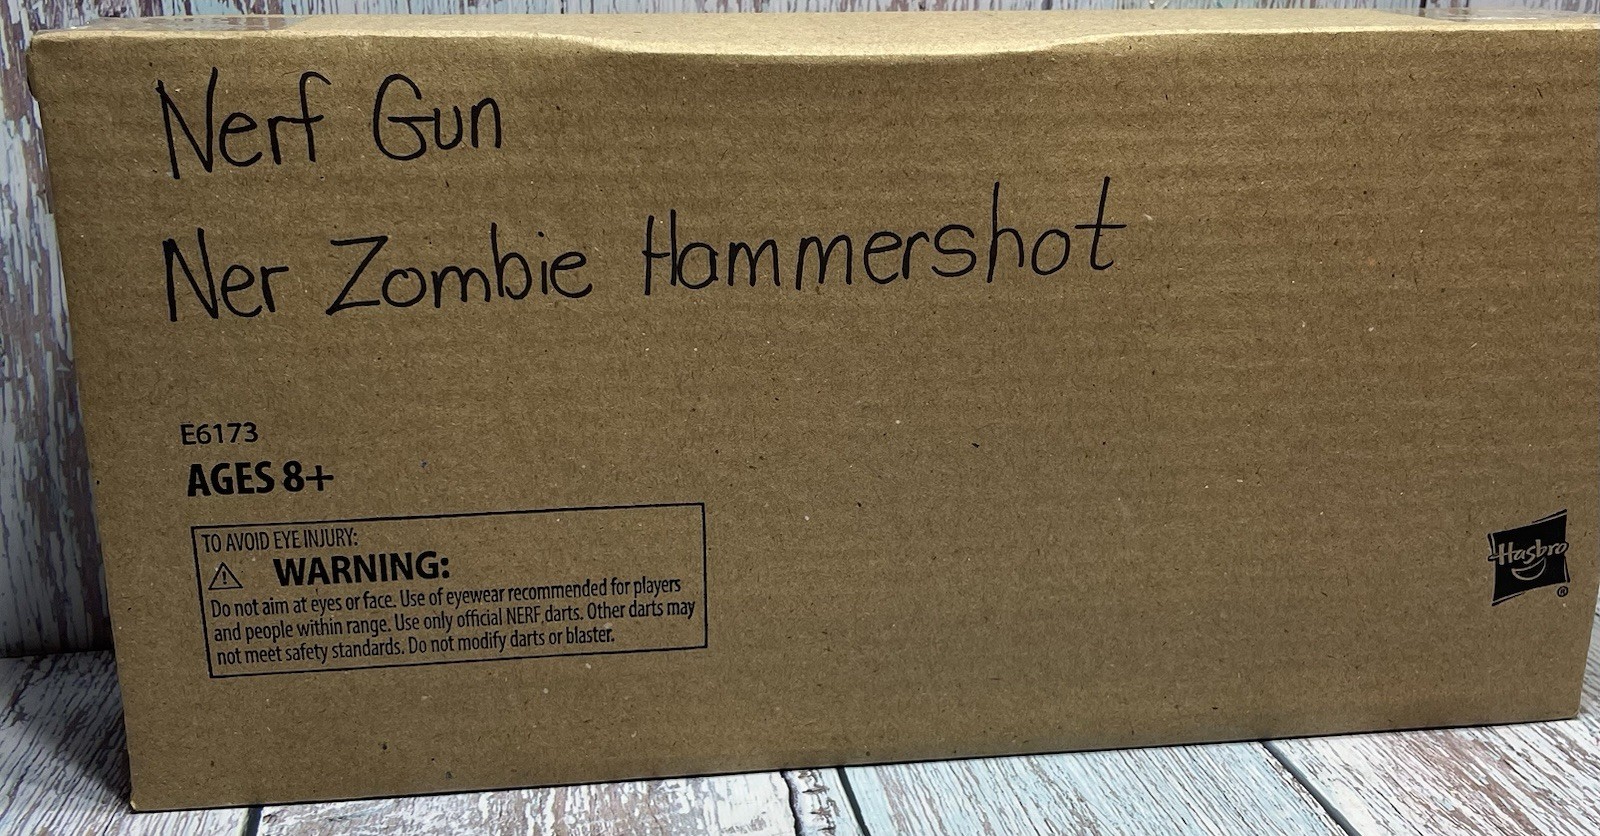 Nerf Gun
Ner Zombie Hammershot
E6173
AGES 8+
TO AVOID EYE INJURY:
WARNING:
Do not aim at eyes or face. Use of eyewear recommended for players
and people within range. Use only official NERF darts. Other darts may
not meet safety standards. Do not modify darts or blaster.
Hasbro
®